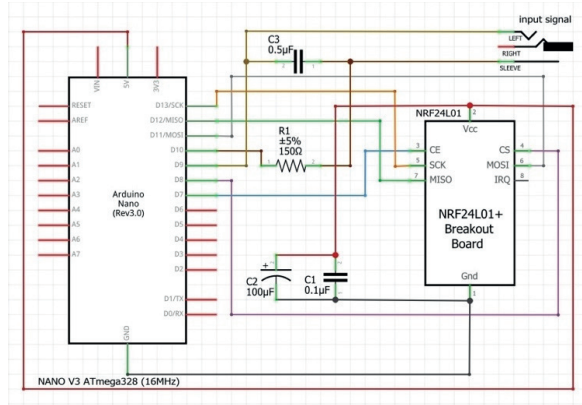 input signal
LEFT
RIGHT
SLEEVE
C3
0.5µF
2
1
VIN
5V
3V3
RESET
AREF
A0
A1
A2
A3
A4
A5
A6
A7
Arduino
Nano
(Rev3.0)
D13/SCK
D12/MISO
D11/MOSI
D10
D9
D8
D7
D6
D5
D4
D3
D2
D1/TX
D0/RX
GND
R1
±5%
150Ω
1
2
NRF24L01
2
Vcc
3
CE
5
SCK
7
MISO
CS
4
MOSI
6
IRQ
8
NRF24L01+
Breakout
Board
Gnd
1
+
C2
100µF
C1
0.1µF
NANO V3 ATmega328 (16MHz)